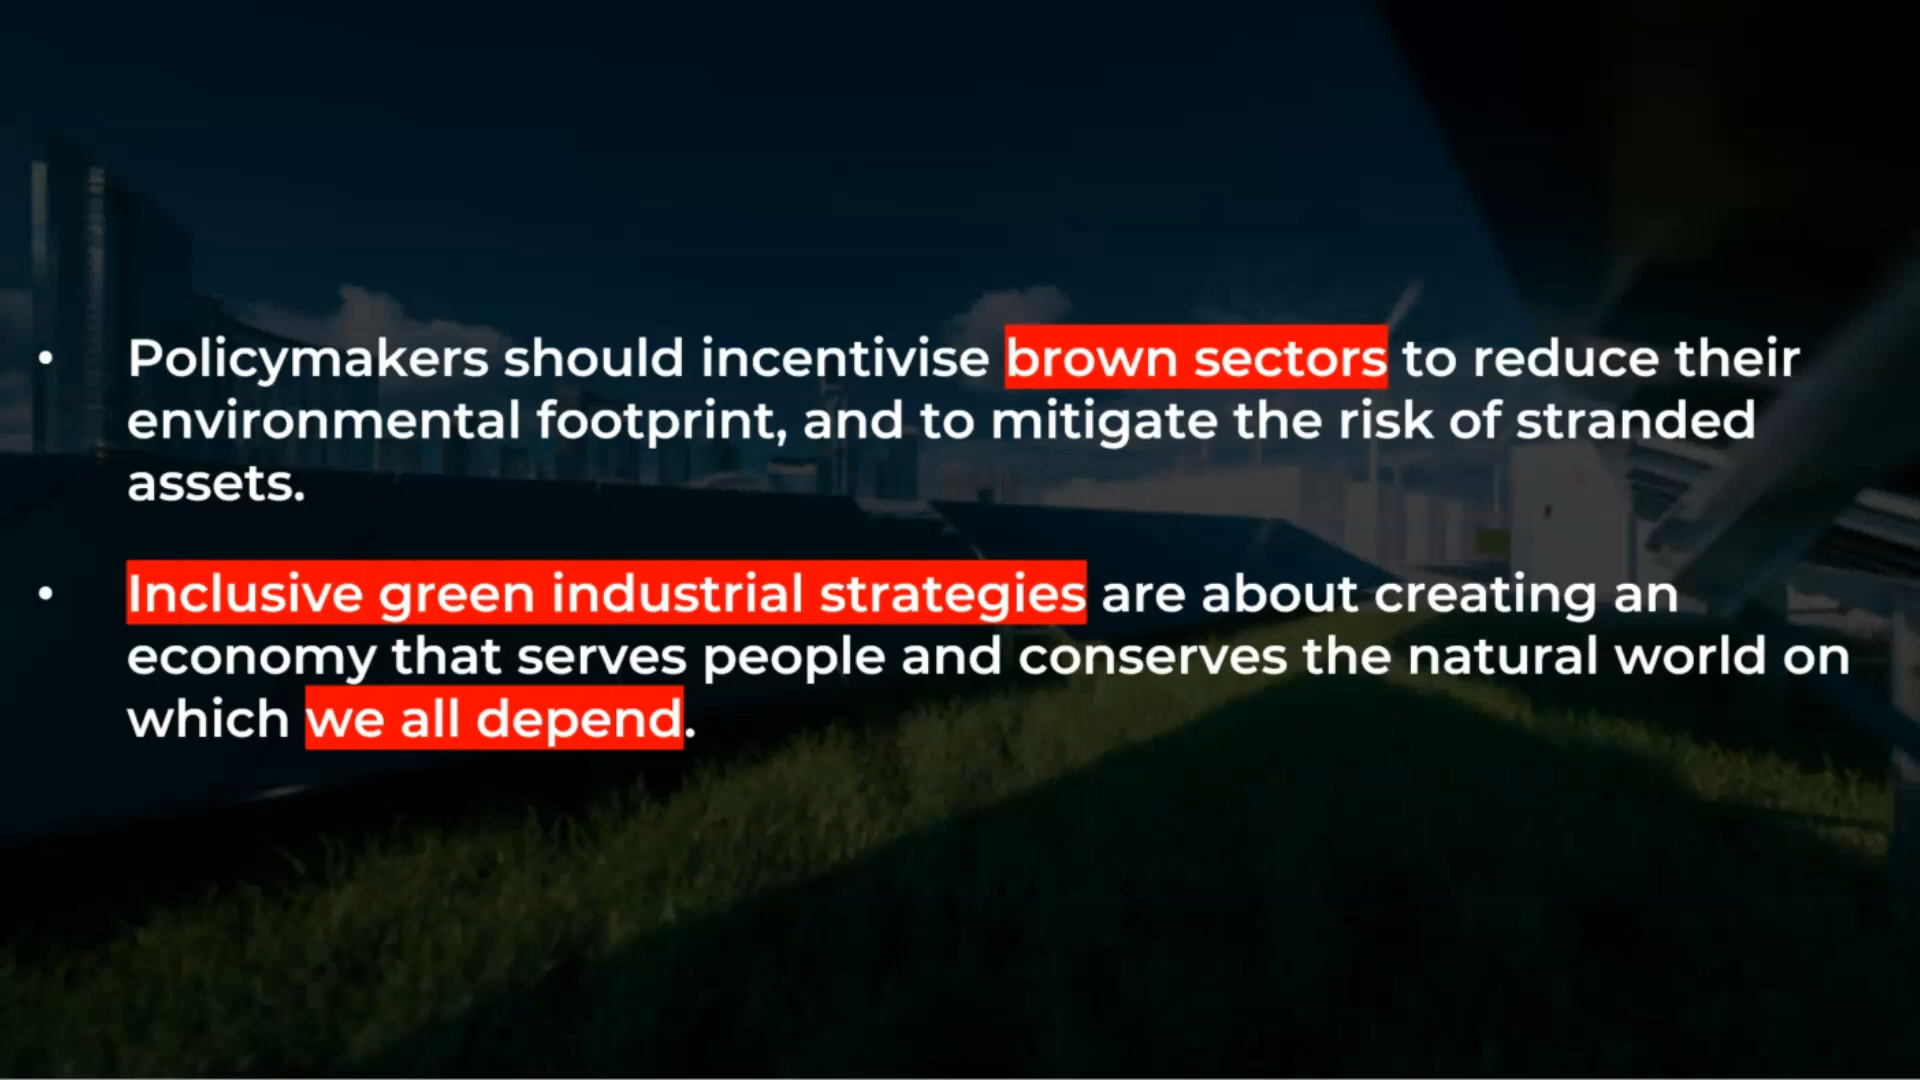 • Policymakers should incentivise brown sectors to reduce their
environmental footprint, and to mitigate the risk of stranded
assets.
• Inclusive green industrial strategies are about creating an
economy that serves people and conserves the natural world on
which we all depend.